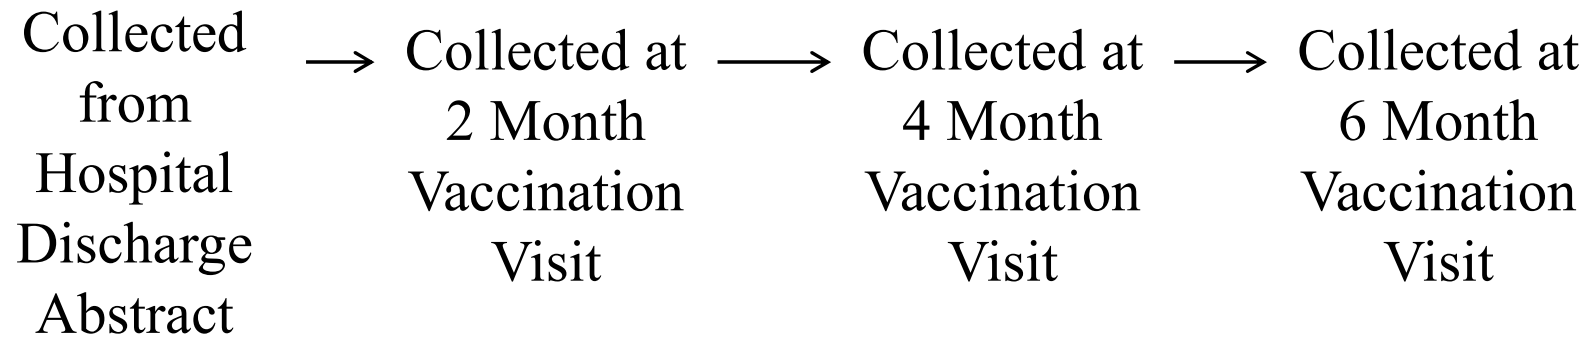 Collected
from
Hospital
Discharge
Abstract
Collected at
2 Month
Vaccination
Visit
Collected at
4 Month
Vaccination
Visit
Collected at
6 Month
Vaccination
Visit